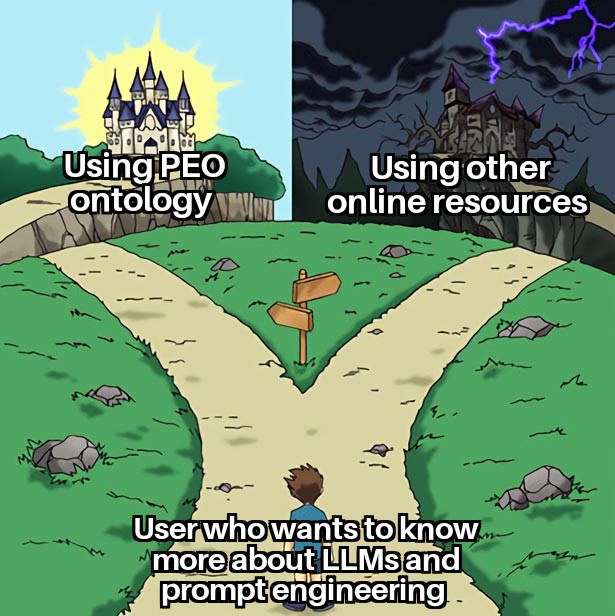 Using PEO
ontology
Using other
online resources
User who wants to know
more about LLMs and
prompt engineering